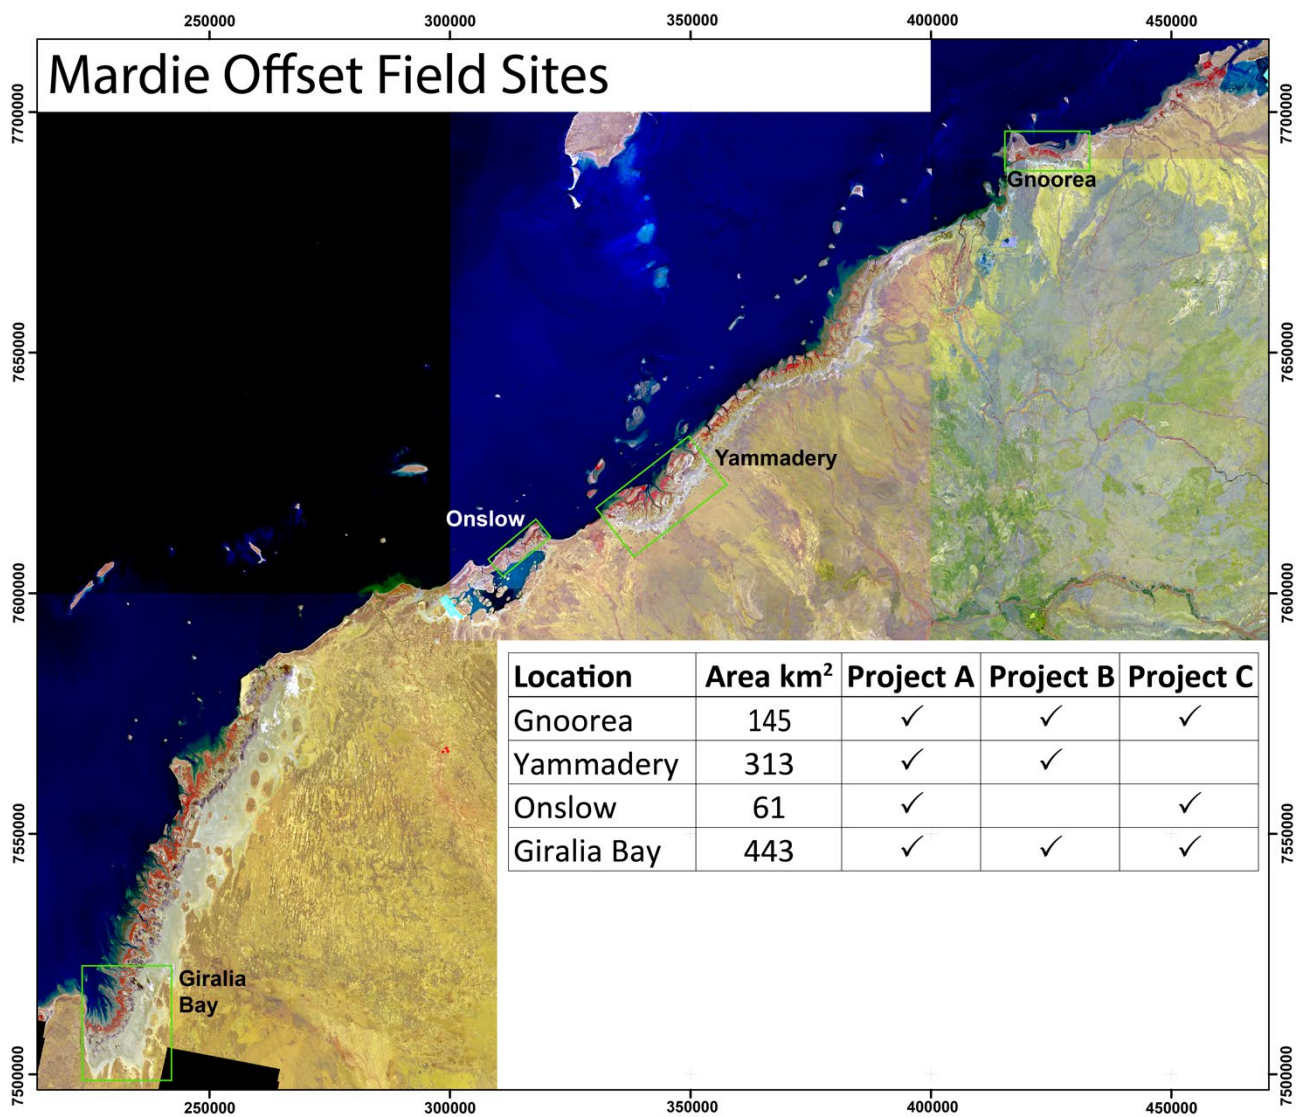 250000 300000 350000 400000 450000
Mardie Offset Field Sites
7700000 7700000
Gnoorea
7650000 7650000
Yammadery
Onslow
7600000 7600000
Location Area km² Project A Project B Project C
Gnoorea 145 ✓ ✓ ✓
Yammadery 313 ✓ ✓
Onslow 61 ✓ ✓
Giralia Bay 443 ✓ ✓ ✓
7550000 7550000
Giralia
Bay
7500000 7500000
250000 300000 350000 400000 450000